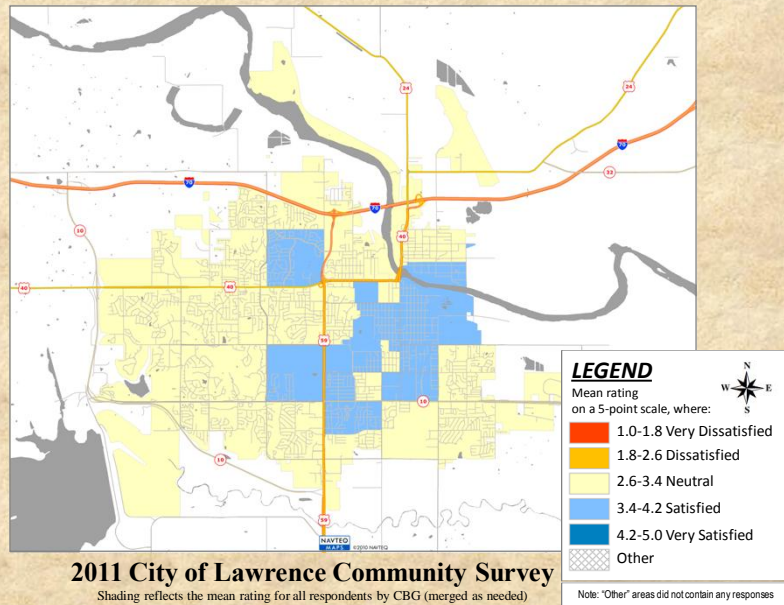 24
24
70
32
70
10
40
40
40
59
10
10
59
NAVTEQ
MAPS ©2010 NAVTEQ
LEGEND
Mean rating
on a 5-point scale, where:
N
W E
S
1.0-1.8 Very Dissatisfied
1.8-2.6 Dissatisfied
2.6-3.4 Neutral
3.4-4.2 Satisfied
4.2-5.0 Very Satisfied
Other
2011 City of Lawrence Community Survey
Shading reflects the mean rating for all respondents by CBG (merged as needed)
Note: “Other” areas did not contain any responses